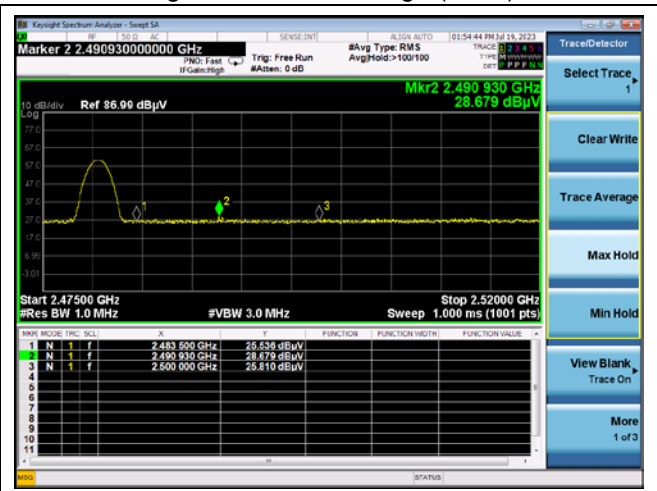 Keysight Spectrum Analyzer - Swept SA
RF 50 Ω AC SENSE:INT ALIGN AUTO 01:54:44 PM Jul 19, 2023
Marker 2 2.490930000000 GHz
PNO: Fast
IFGain:High
Trig: Free Run
#Atten: 0 dB
#Avg Type: RMS
Avg|Hold:>100/100
TRACE 1 2 3 4 5 6
TYPE M WWWWW
DET P P P P N N
Mkr2 2.490 930 GHz
28.679 dBµV
10 dB/div Ref 86.99 dBµV
Log
77.0
67.0
57.0
47.0
37.0
27.0
17.0
6.99
-3.01
1
2
3
Start 2.47500 GHz Stop 2.52000 GHz
#Res BW 1.0 MHz #VBW 3.0 MHz Sweep 1.000 ms (1001 pts)
MKR MODE TRC SCL X Y FUNCTION FUNCTION WIDTH FUNCTION VALUE
1 N 1 f 2.483 500 GHz 25.536 dBµV
2 N 1 f 2.490 930 GHz 28.679 dBµV
3 N 1 f 2.500 000 GHz 25.810 dBµV
4
5
6
7
8
9
10
11
MSG STATUS
Trace/Detector
Select Trace
1
Clear Write
Trace Average
Max Hold
Min Hold
View Blank
Trace On
More
1 of 3